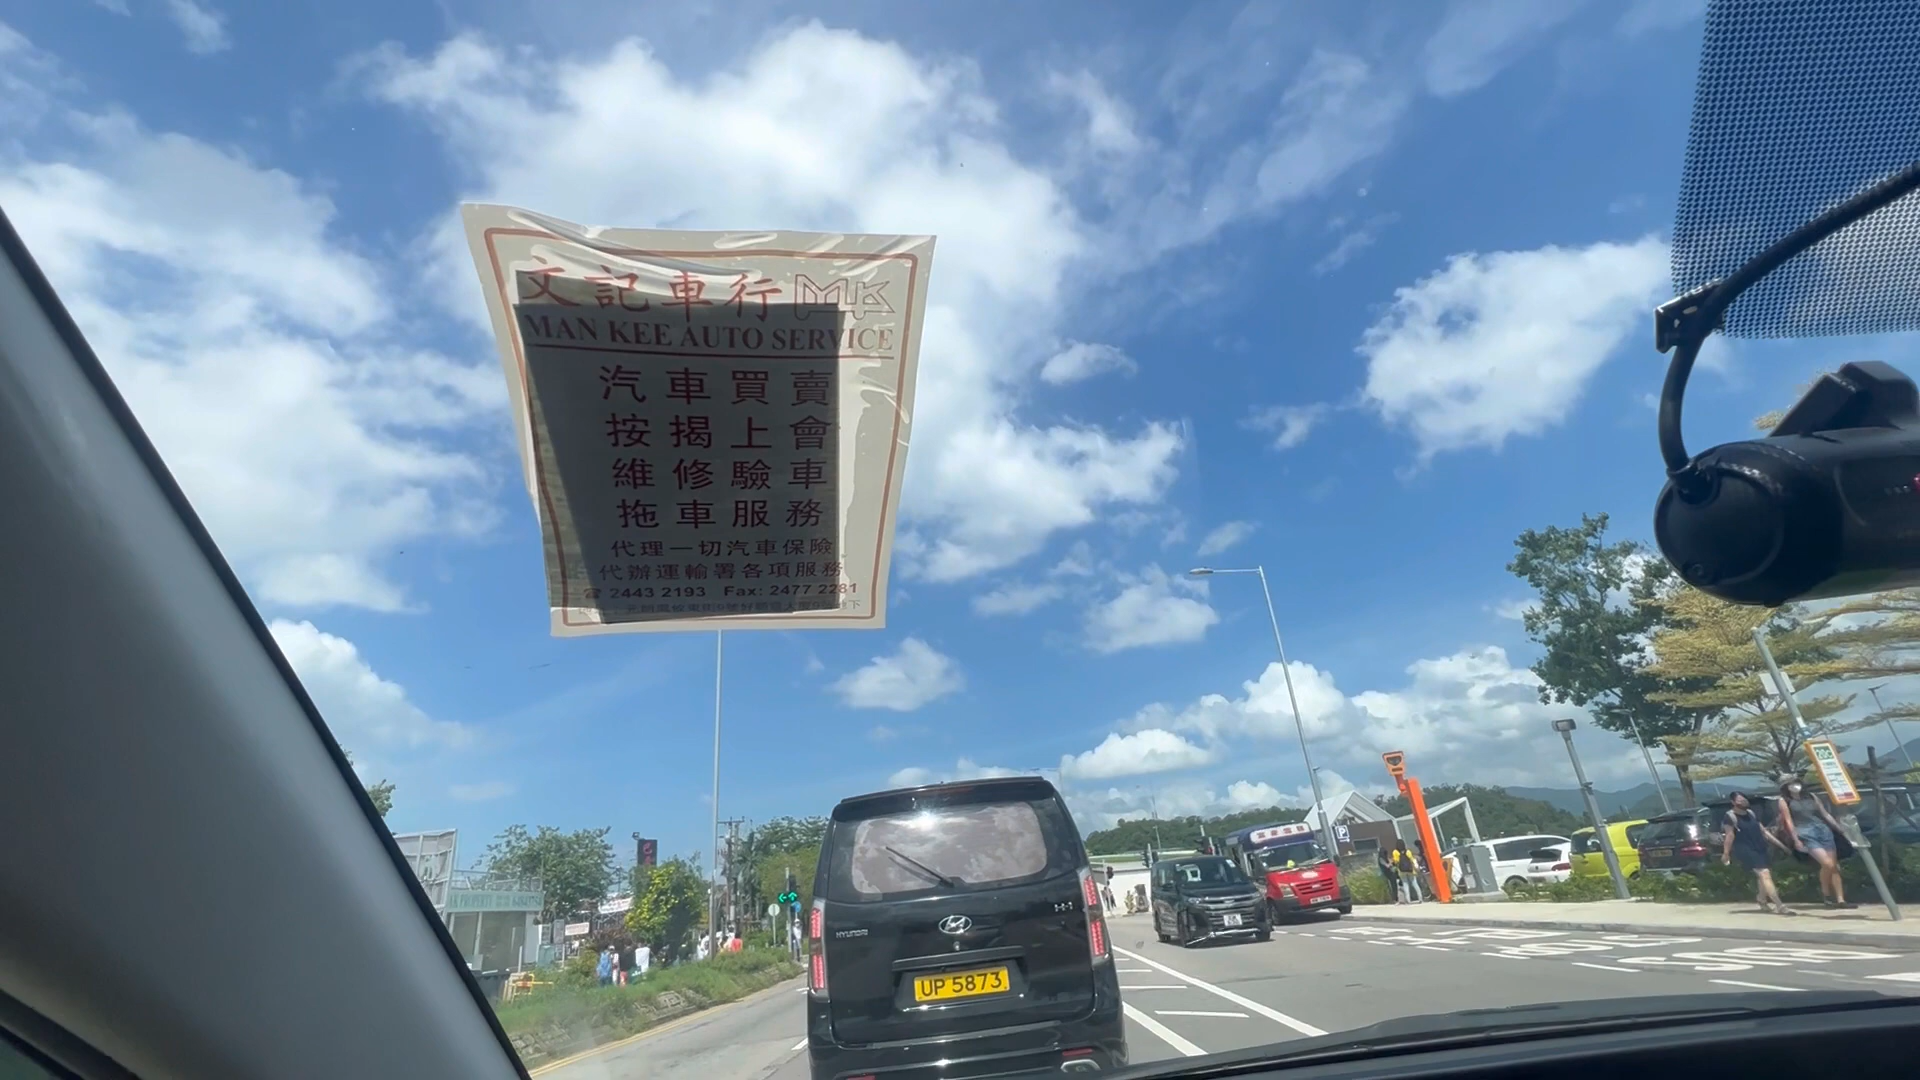 文記車行 MK
MAN KEE AUTO SERVICE
汽車買賣
按揭上會
維修驗車
拖車服務
代理一切汽車保險
代辦運輸署各項服務
☎ 2443 2193 Fax: 2477 2281
HYUNDAI
H-1
UP 5873
P